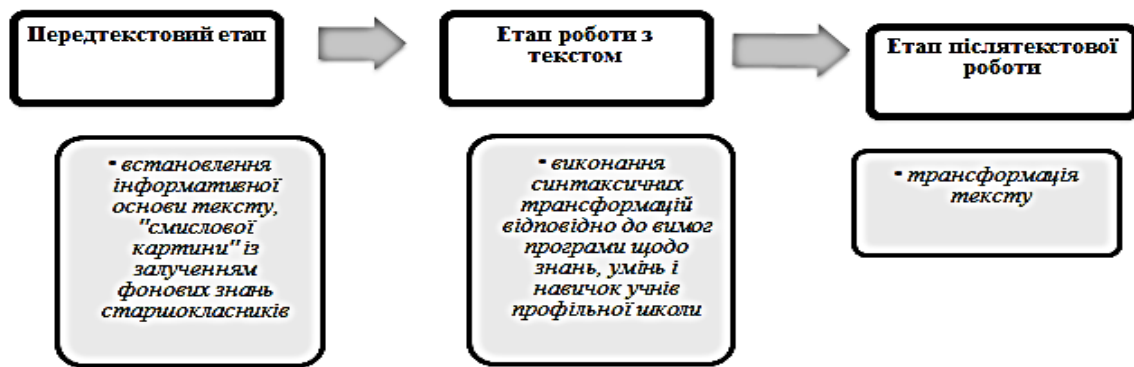 Передтекстовий етап
Етап роботи з
текстом
Етап післятекстової
роботи
• встановлення
інформативної
основи тексту,
"смислової
картини" із
залученням
фонових знань
старшокласників
• виконання
синтаксичних
трансформацій
відповідно до вимог
програми щодо
знань, умінь і
навичок учнів
профільної школи
• трансформація
тексту